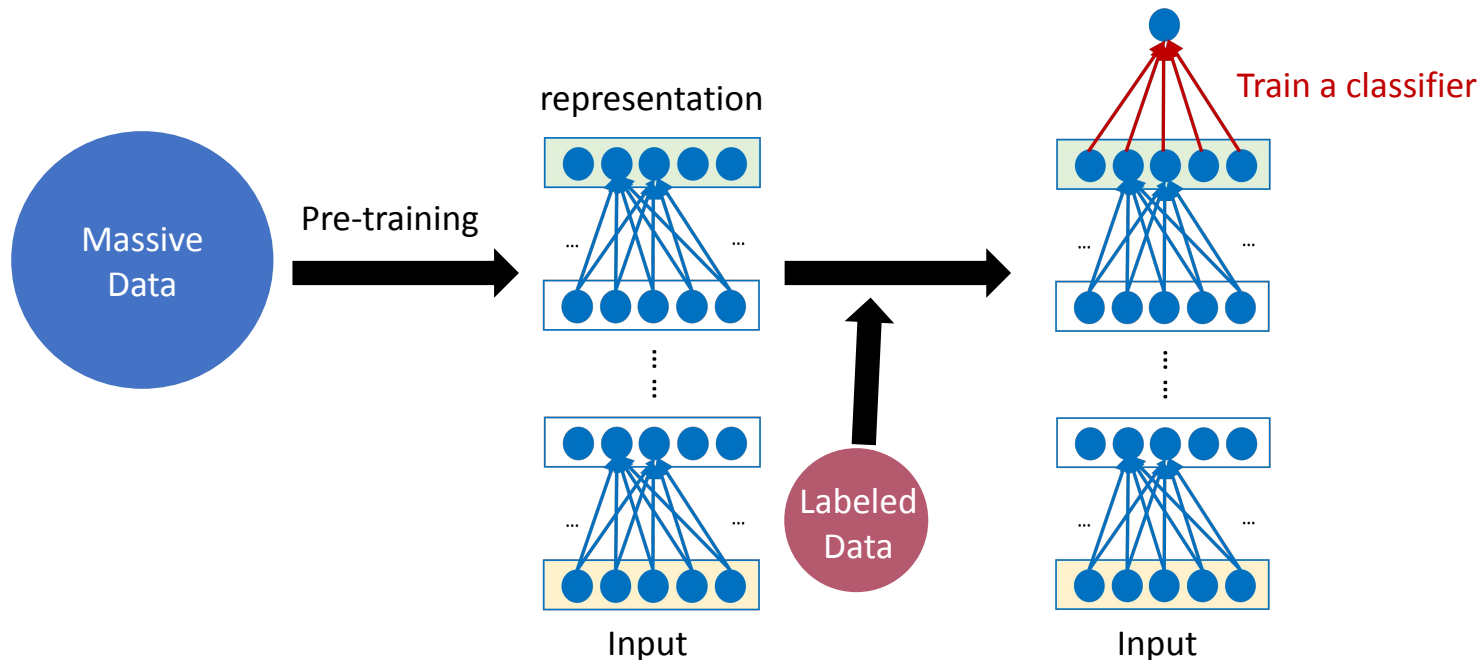 Massive
Data
Pre-training
representation
...
...
Input
Labeled
Data
Train a classifier
...
...
Input